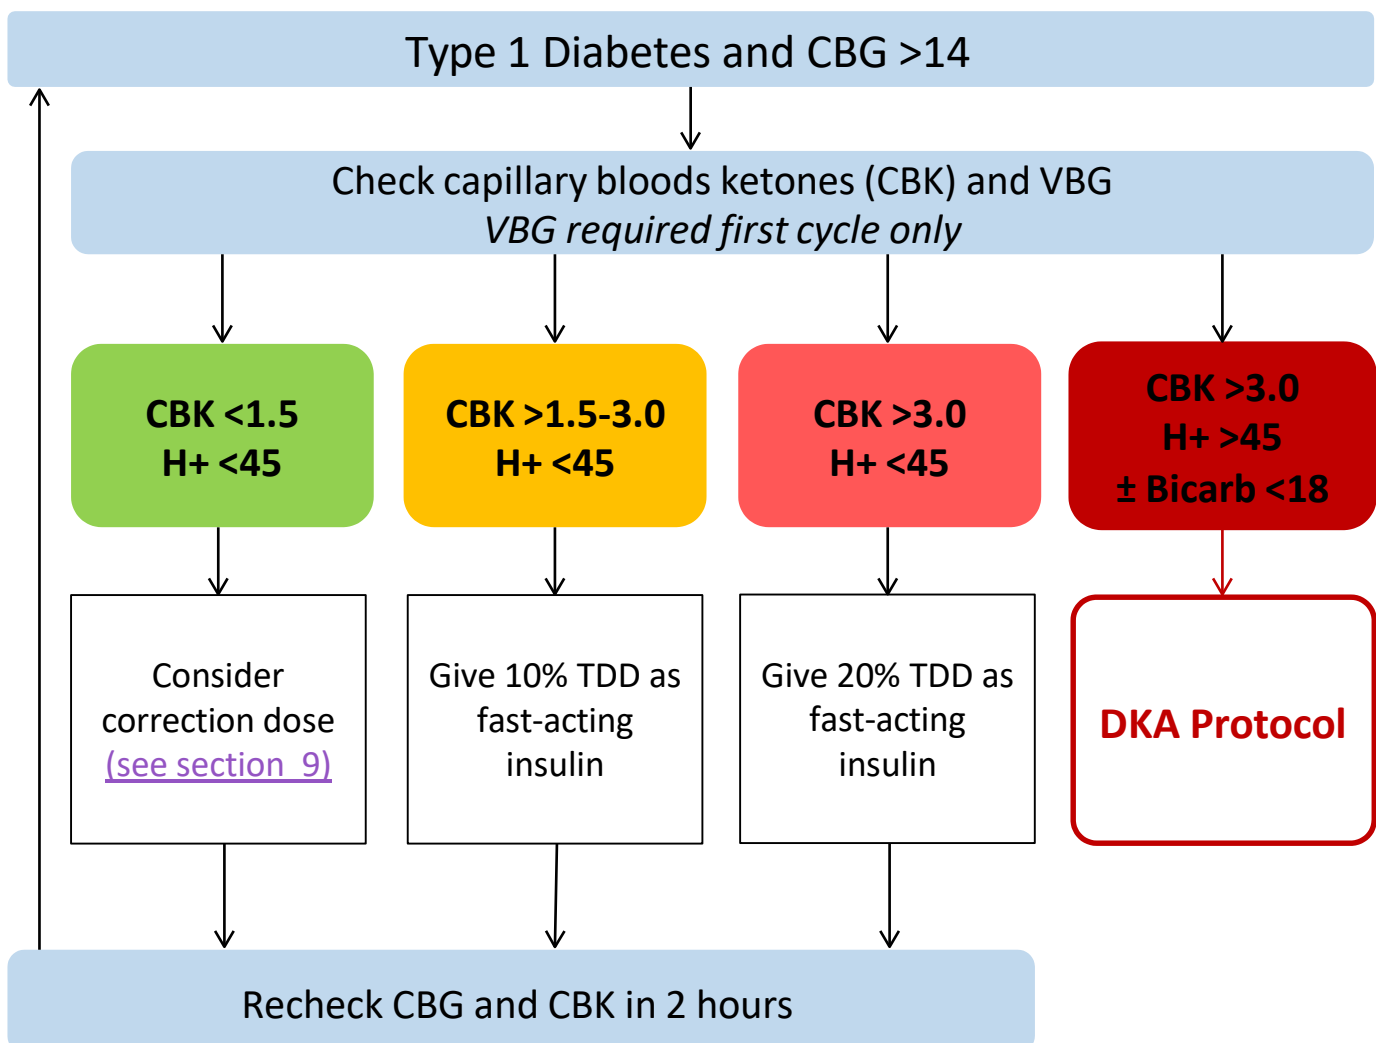 Type 1 Diabetes and CBG >14
Check capillary bloods ketones (CBK) and VBG
VBG required first cycle only
CBK <1.5
H+ <45
CBK >1.5-3.0
H+ <45
CBK >3.0
H+ <45
CBK >3.0
H+ >45
± Bicarb <18
Consider
correction dose
(see section 9)
Give 10% TDD as
fast-acting
insulin
Give 20% TDD as
fast-acting
insulin
DKA Protocol
Recheck CBG and CBK in 2 hours